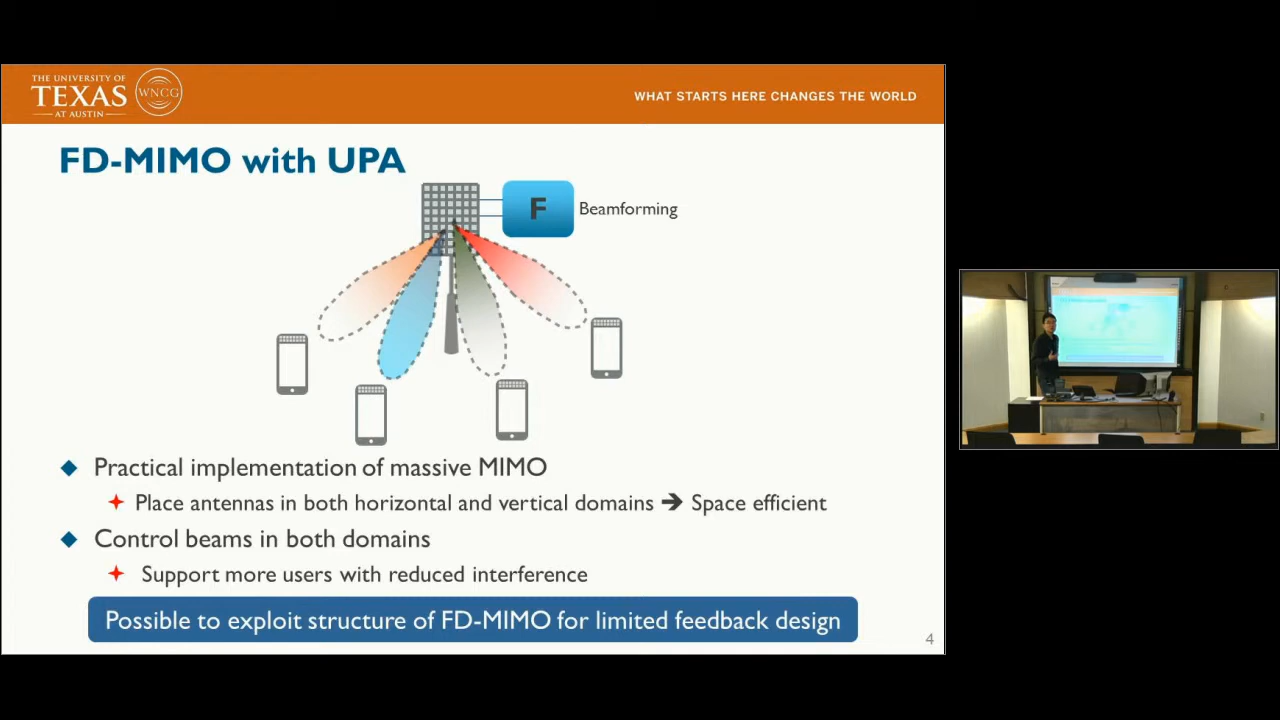 THE UNIVERSITY OF
TEXAS
AT AUSTIN
WNCG
WHAT STARTS HERE CHANGES THE WORLD
FD-MIMO with UPA
F
Beamforming
Practical implementation of massive MIMO
Place antennas in both horizontal and vertical domains ➔ Space efficient
Control beams in both domains
Support more users with reduced interference
Possible to exploit structure of FD-MIMO for limited feedback design
4